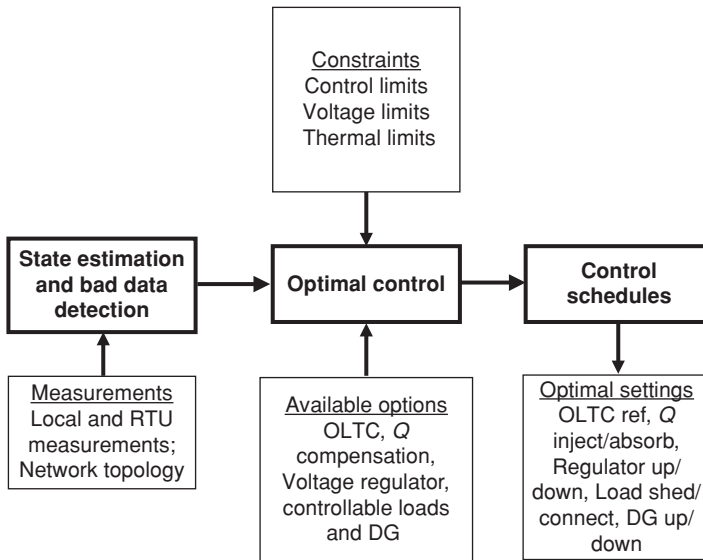 Constraints
Control limits
Voltage limits
Thermal limits
State estimation
and bad data
detection
Optimal control
Control
schedules
Measurements
Local and RTU
measurements;
Network topology
Available options
OLTC, Q
compensation,
Voltage regulator,
controllable loads
and DG
Optimal settings
OLTC ref, Q
inject/absorb,
Regulator up/
down, Load shed/
connect, DG up/
down